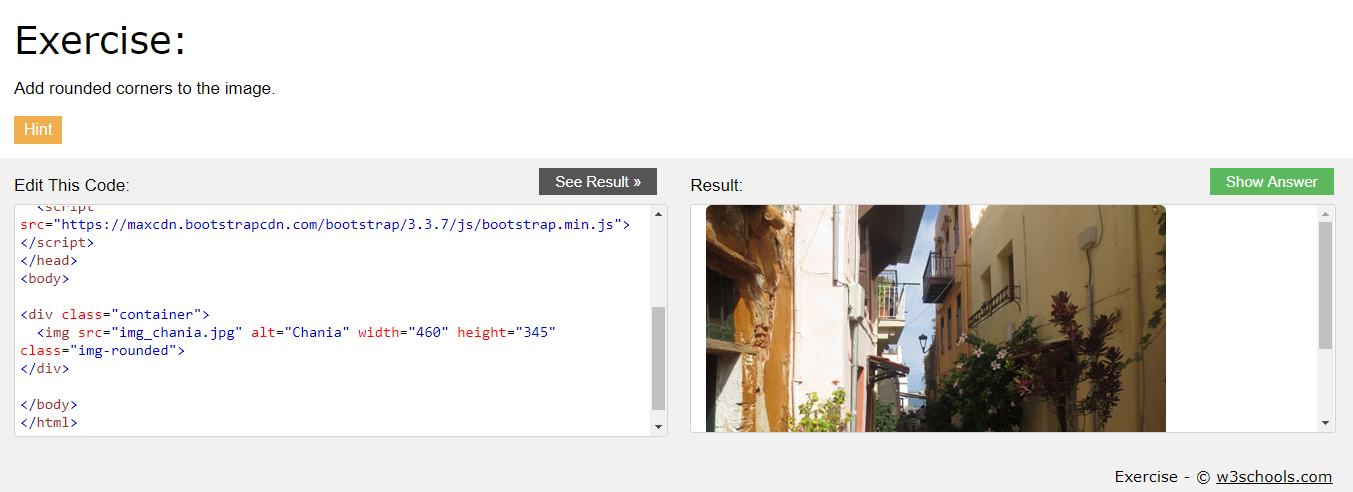 Exercise:
Add rounded corners to the image.
Hint
Edit This Code:
See Result »
<script
src="https://maxcdn.bootstrapcdn.com/bootstrap/3.3.7/js/bootstrap.min.js">
</script>
</head>
<body>
<div class="container">
<img src="img_chania.jpg" alt="Chania" width="460" height="345"
class="img-rounded">
</div>
</body>
</html>
Result:
Show Answer
Exercise - © w3schools.com